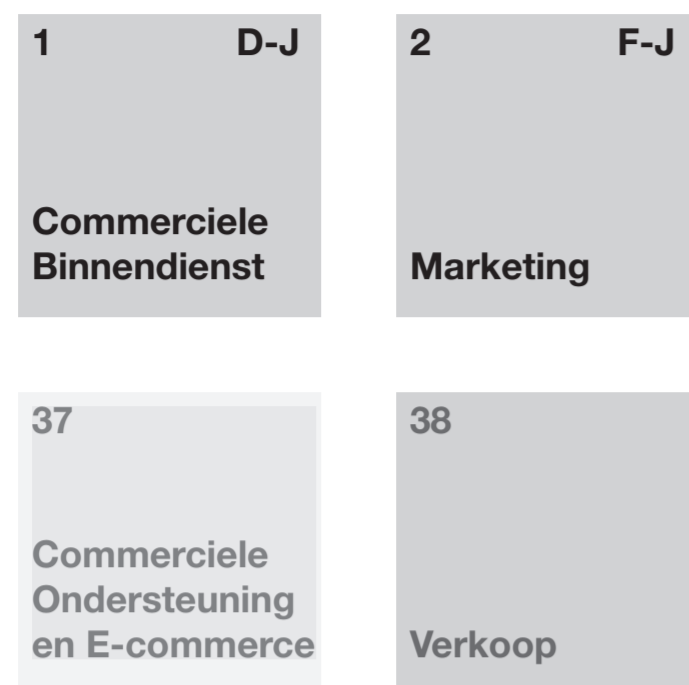 1 D-J
Commerciele
Binnendienst
2 F-J
Marketing
37
Commerciele
Ondersteuning
en E-commerce
38
Verkoop